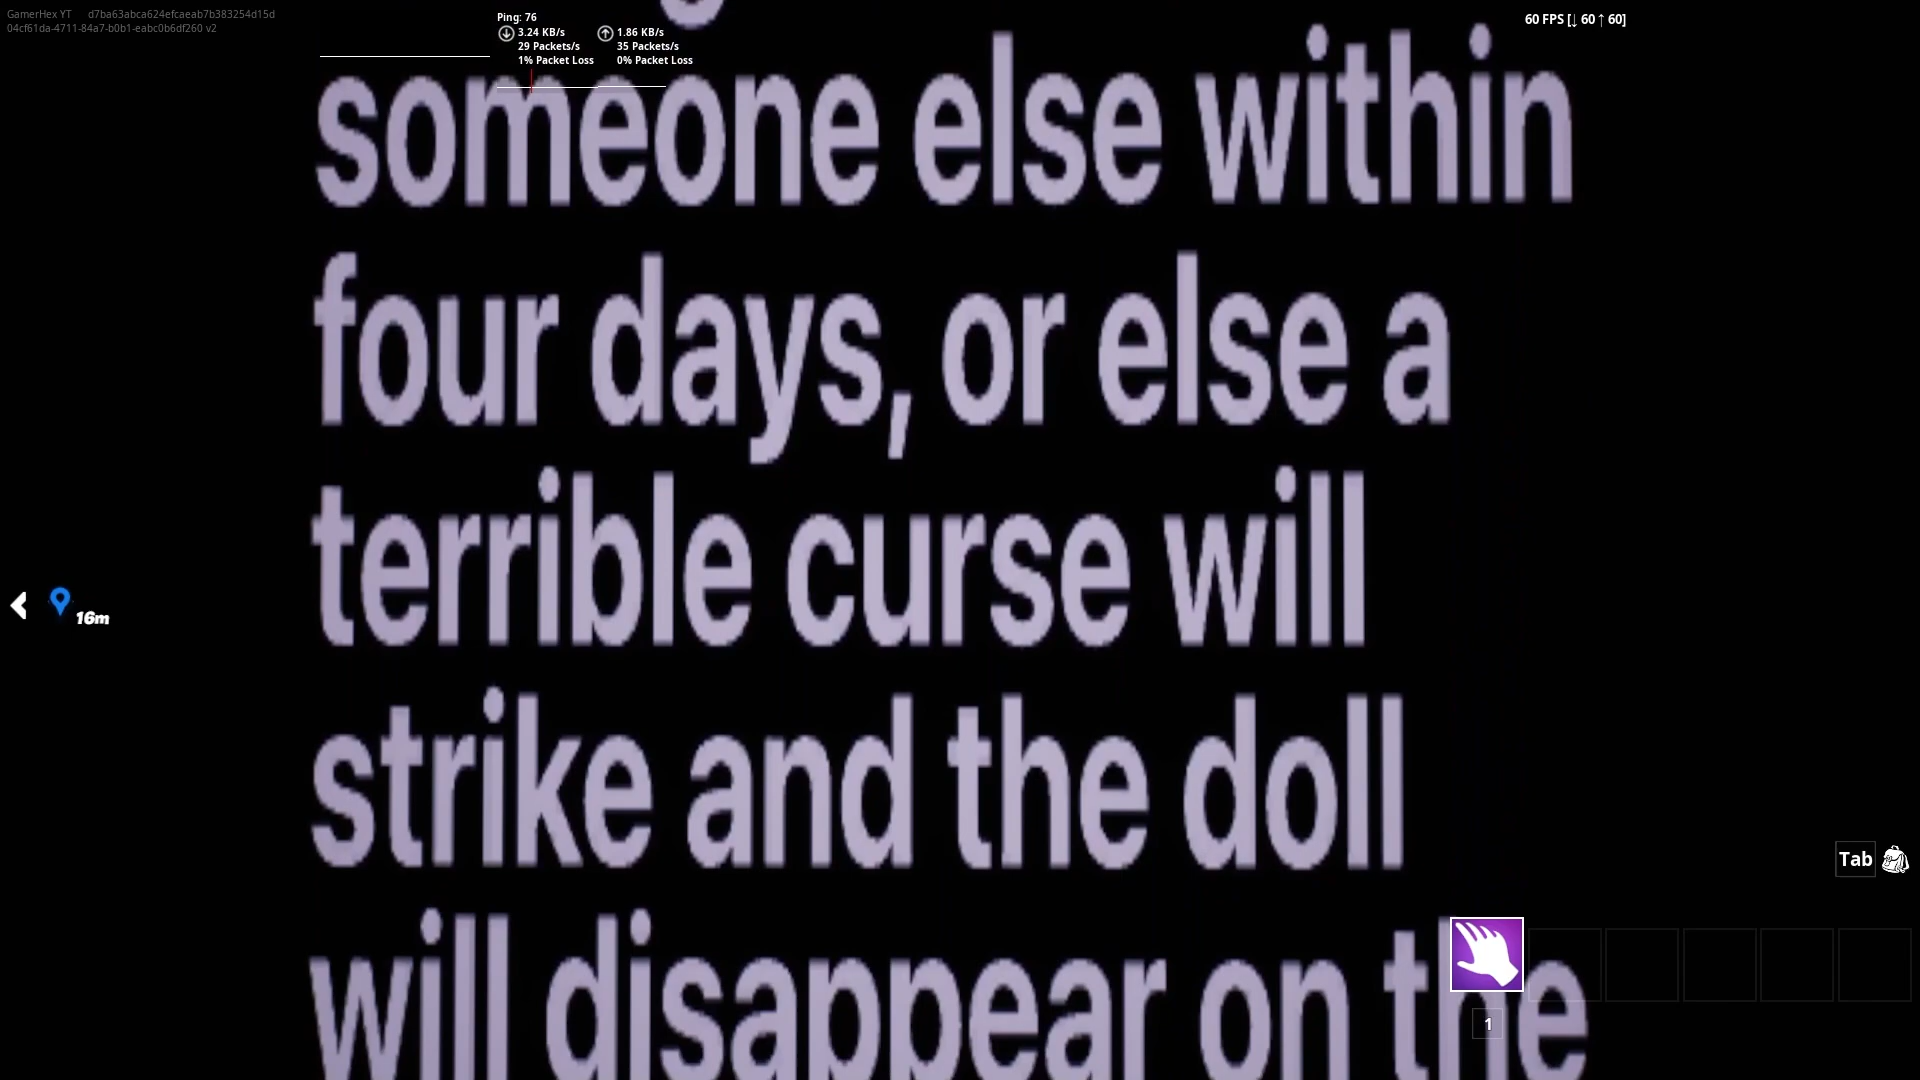 GamerHex YT d7ba63abca624efcaeab7b383254d15d
04cf61da-4711-84a7-b0b1-eabc0b6df260 v2
Ping: 76
3.24 KB/s 1.86 KB/s
29 Packets/s 35 Packets/s
1% Packet Loss 0% Packet Loss
60 FPS [↓ 60 ↑ 60]
someone else within
four days, or else a
terrible curse will
16m
strike and the doll
Tab
will disappear on the
1